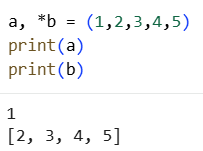 a, *b = (1,2,3,4,5)
print(a)
print(b)
1
[2, 3, 4, 5]